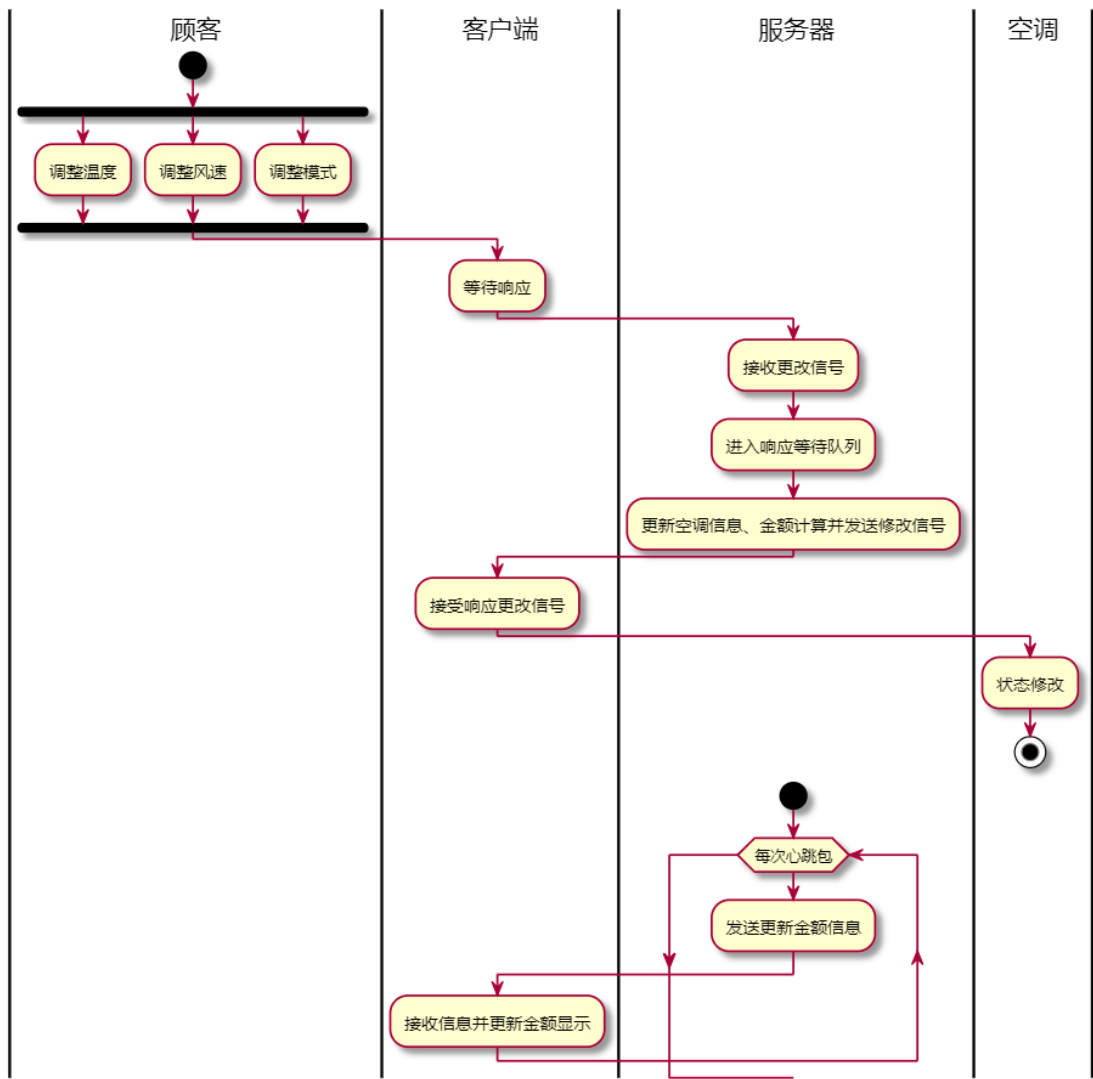 顾客
客户端
服务器
空调
调整温度
调整风速
调整模式
等待响应
接收更改信号
进入响应等待队列
更新空调信息、金额计算并发送修改信号
接受响应更改信号
状态修改
每次心跳包
发送更新金额信息
接收信息并更新金额显示